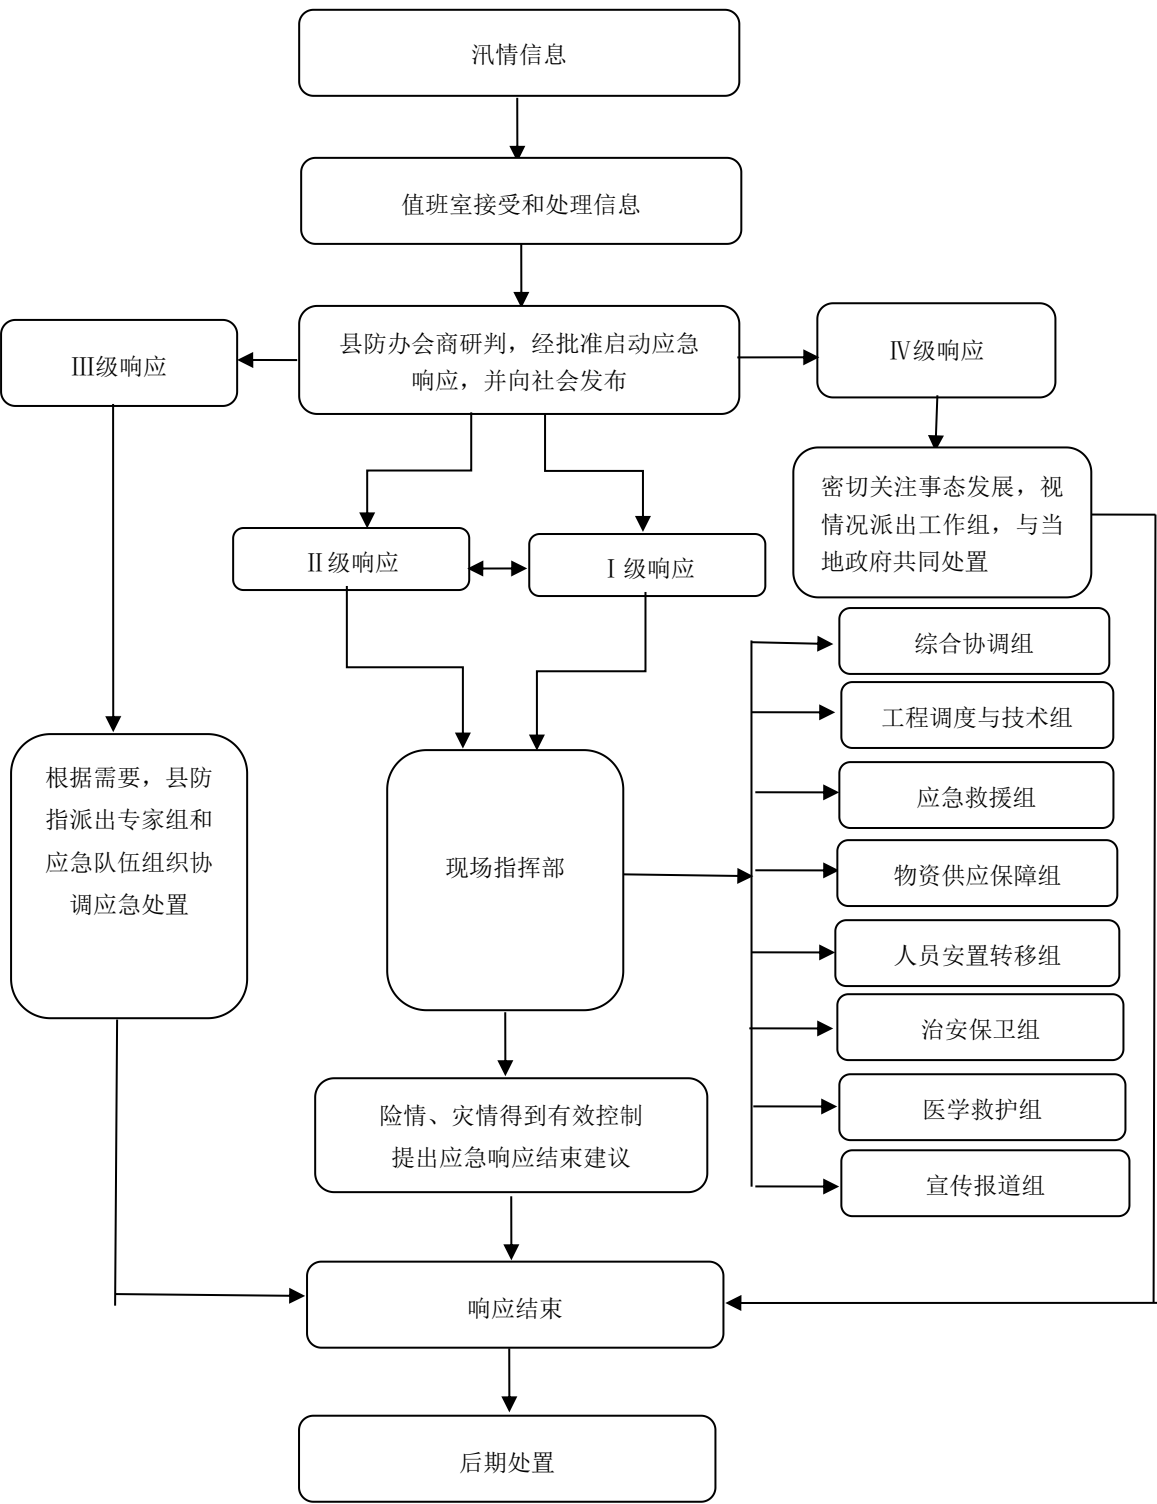 汛情信息
值班室接受和处理信息
县防办会商研判，经批准启动应急
响应，并向社会发布
Ⅲ级响应
Ⅳ级响应
密切关注事态发展，视
情况派出工作组，与当
地政府共同处置
Ⅱ级响应
Ⅰ级响应
根据需要，县防
指派出专家组和
应急队伍组织协
调应急处置
现场指挥部
综合协调组
工程调度与技术组
应急救援组
物资供应保障组
人员安置转移组
治安保卫组
医学救护组
宣传报道组
险情、灾情得到有效控制
提出应急响应结束建议
响应结束
后期处置